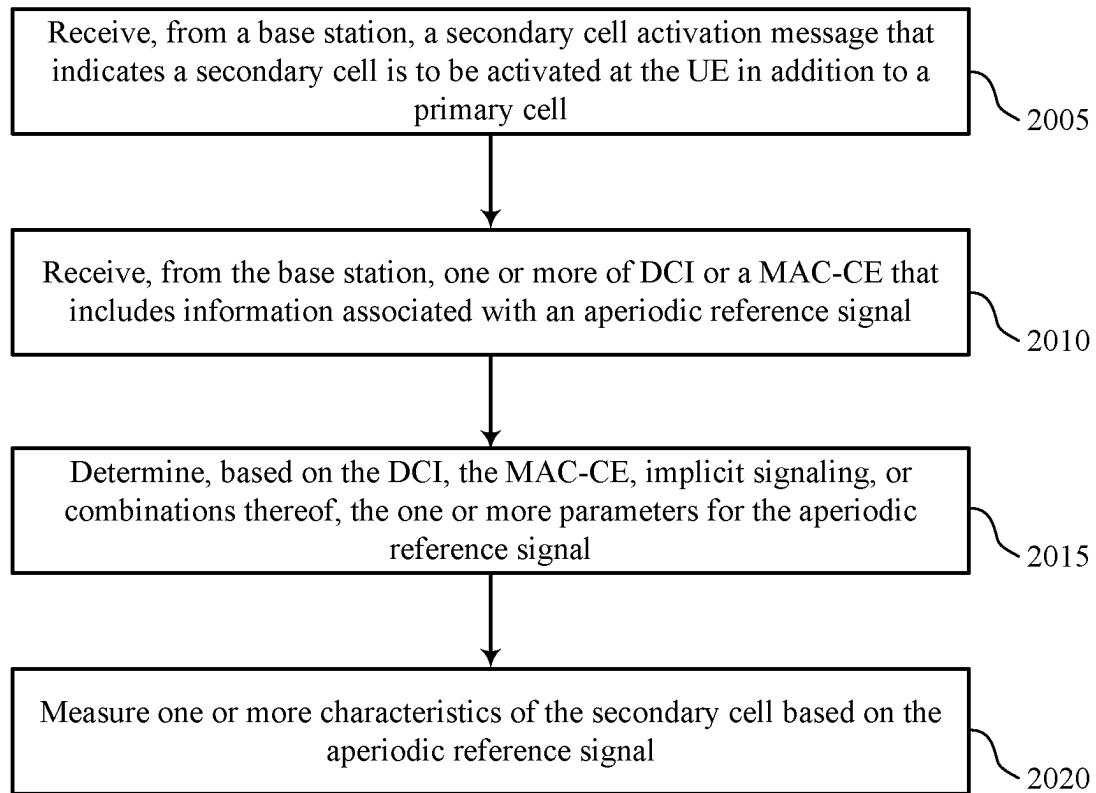 Receive, from a base station, a secondary cell activation message that
indicates a secondary cell is to be activated at the UE in addition to a
primary cell
2005
Receive, from the base station, one or more of DCI or a MAC-CE that
includes information associated with an aperiodic reference signal
2010
Determine, based on the DCI, the MAC-CE, implicit signaling, or
combinations thereof, the one or more parameters for the aperiodic
reference signal
2015
Measure one or more characteristics of the secondary cell based on the
aperiodic reference signal
2020